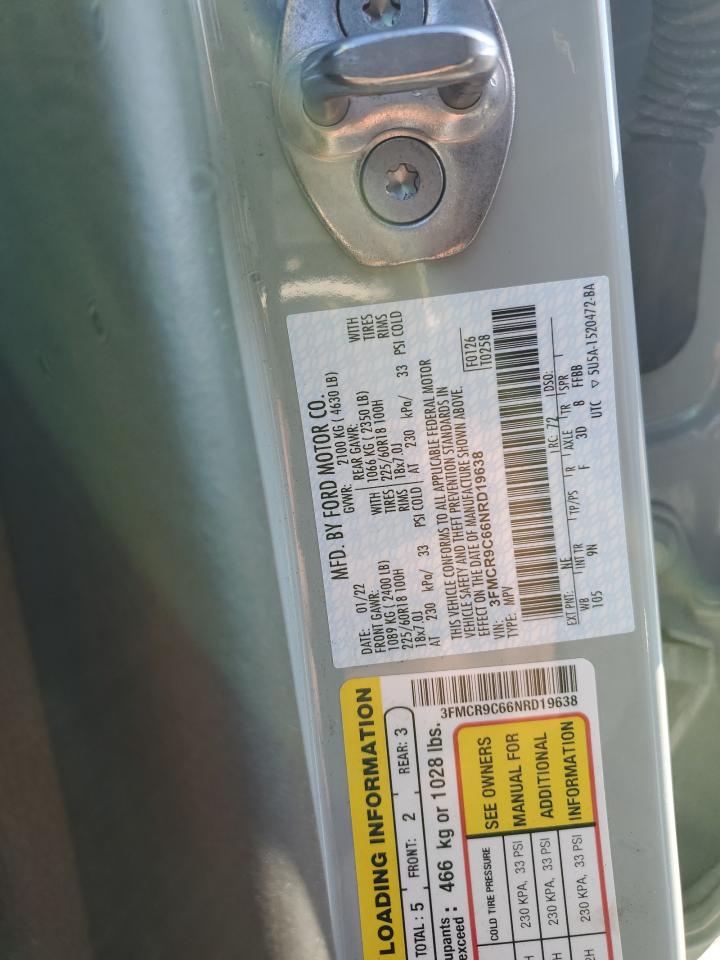 MFD. BY FORD MOTOR CO.
DATE: 01/22 GVWR: 2100 KG ( 4630 LB)
FRONT GAWR: REAR GAWR:
1089 KG (2400 LB) WITH 1066 KG ( 2350 LB) WITH
225/60R18 100H TIRES 225/60R18 100H TIRES
18x7.0J RIMS 18x7.0J RIMS
AT 230 kPa/ 33 PSI COLD AT 230 kPa/ 33 PSI COLD
THIS VEHICLE CONFORMS TO ALL APPLICABLE FEDERAL MOTOR
VEHICLE SAFETY AND THEFT PREVENTION STANDARDS IN
EFFECT ON THE DATE OF MANUFACTURE SHOWN ABOVE.
VIN: 3FMCR9C66NRD19638
TYPE: MPV
F0126
T0258
EXT PNT: NE RC: 72 DSO:
WB INT TR TP/PS R AXLE TR SPR
105 9N F 3D 8 FFBB
UTC ▽ 5U5A-1520472-BA
LOADING INFORMATION
TOTAL : 5 FRONT: 2 REAR: 3
upants :
exceed : 466 kg or 1028 lbs.
3FMCR9C66NRD19638
COLD TIRE PRESSURE
230 KPA, 33 PSI
230 KPA, 33 PSI
230 KPA, 33 PSI
SEE OWNERS
MANUAL FOR
ADDITIONAL
INFORMATION